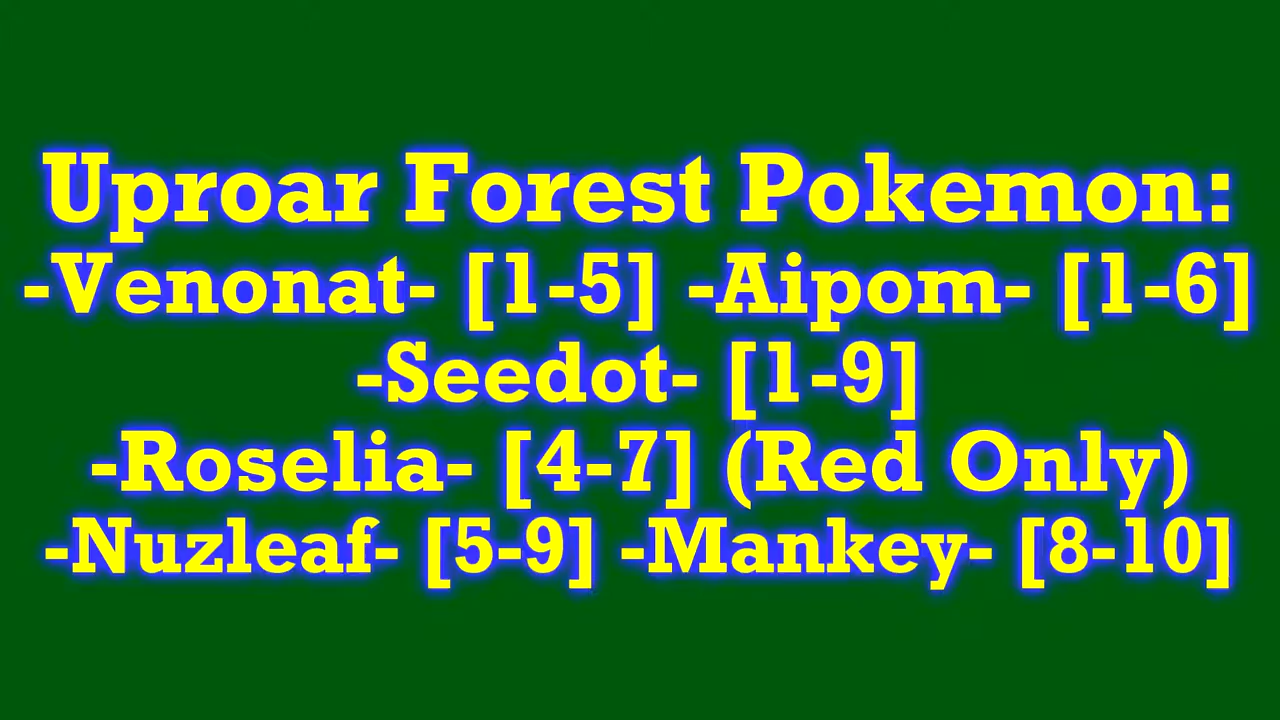 Uproar Forest Pokemon:
-Venonat- [1-5] -Aipom- [1-6]
-Seedot- [1-9]
-Roselia- [4-7] (Red Only)
-Nuzleaf- [5-9] -Mankey- [8-10]